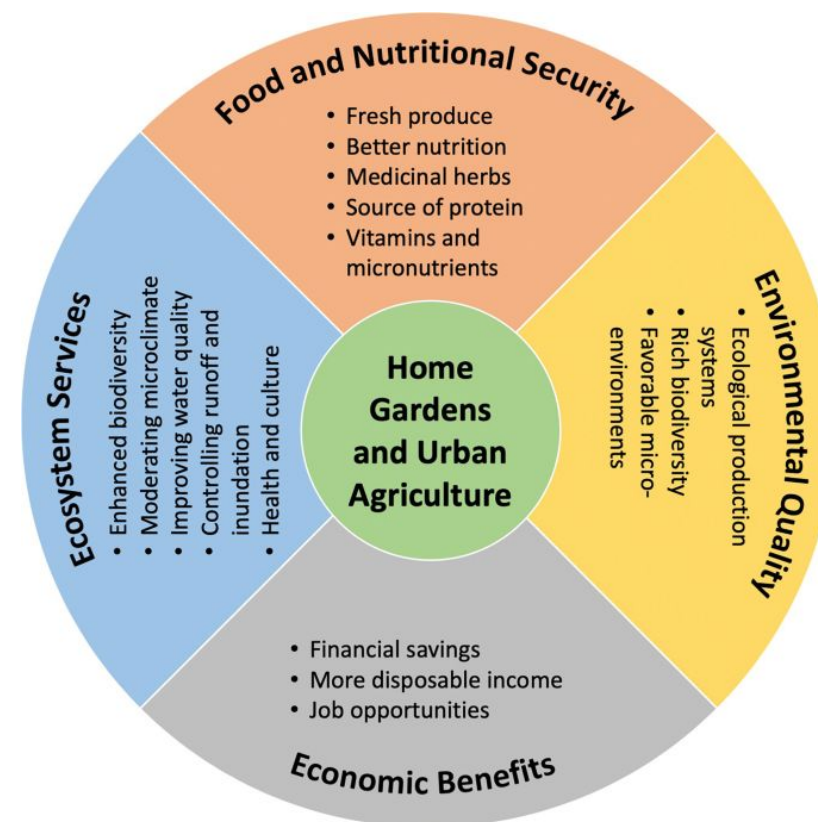 Food and Nutritional Security
• Fresh produce
• Better nutrition
• Medicinal herbs
• Source of protein
• Vitamins and
micronutrients
Environmental Quality
• Ecological production
systems
• Rich biodiversity
• Favorable micro-
environments
Home
Gardens
and Urban
Agriculture
Ecosystem Services
• Enhanced biodiversity
• Moderating microclimate
• Improving water quality
• Controlling runoff and
inundation
• Health and culture
• Financial savings
• More disposable income
• Job opportunities
Economic Benefits